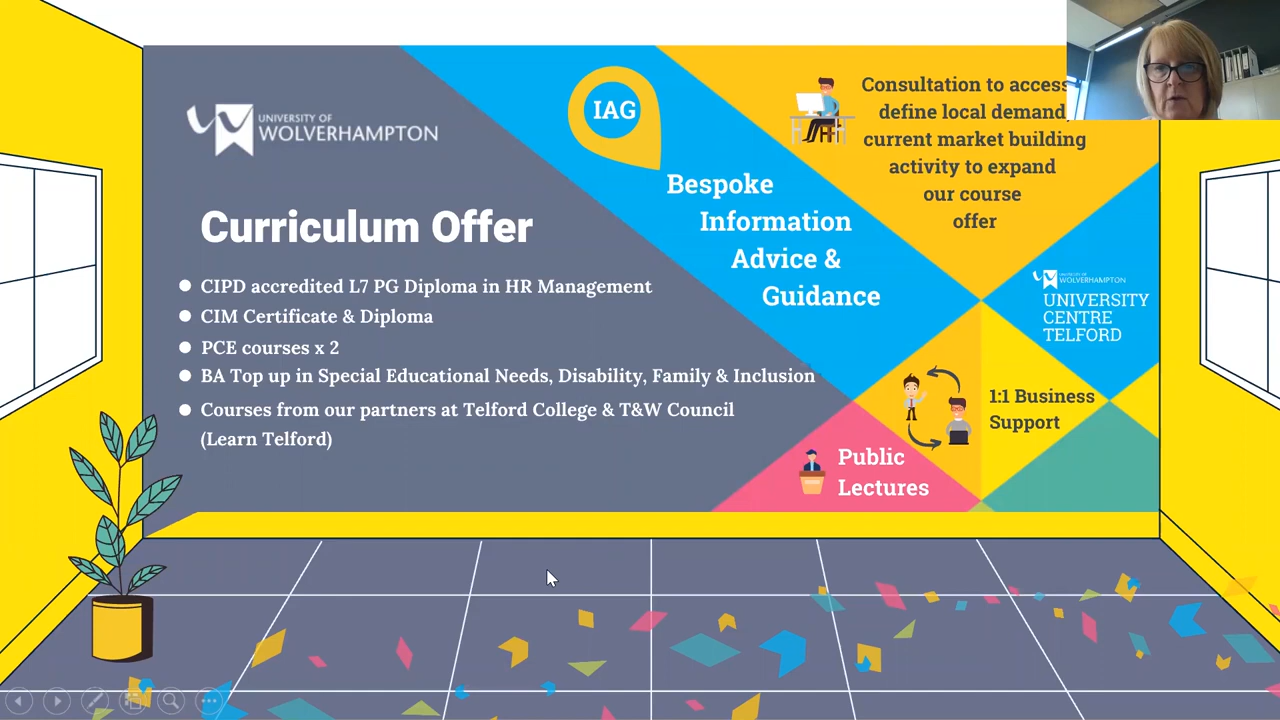 UNIVERSITY OF
WOLVERHAMPTON
Curriculum Offer
CIPD accredited L7 PG Diploma in HR Management
CIM Certificate & Diploma
PCE courses x 2
BA Top up in Special Educational Needs, Disability, Family & Inclusion
Courses from our partners at Telford College & T&W Council
(Learn Telford)
IAG
Bespoke
Information
Advice &
Guidance
Consultation to access
define local demand,
current market building
activity to expand
our course
offer
UNIVERSITY OF
WOLVERHAMPTON
UNIVERSITY
CENTRE
TELFORD
1:1 Business
Support
Public
Lectures